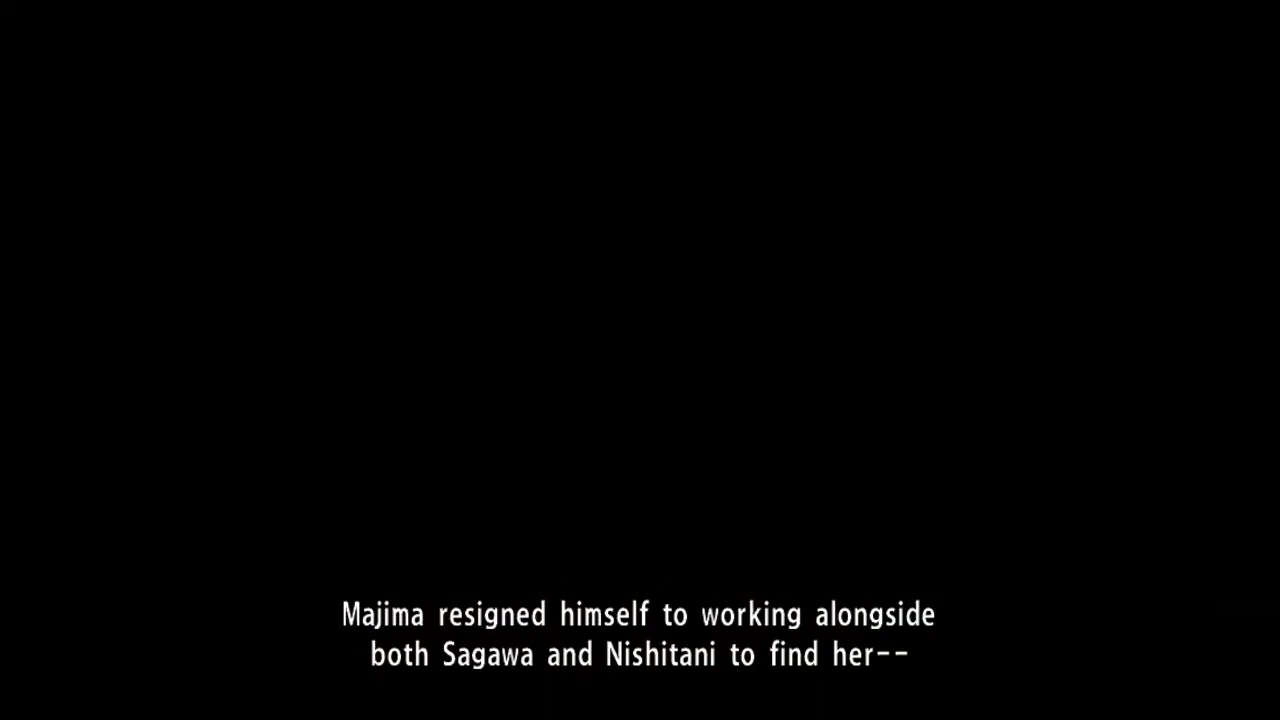 Majima resigned himself to working alongside
both Sagawa and Nishitani to find her--